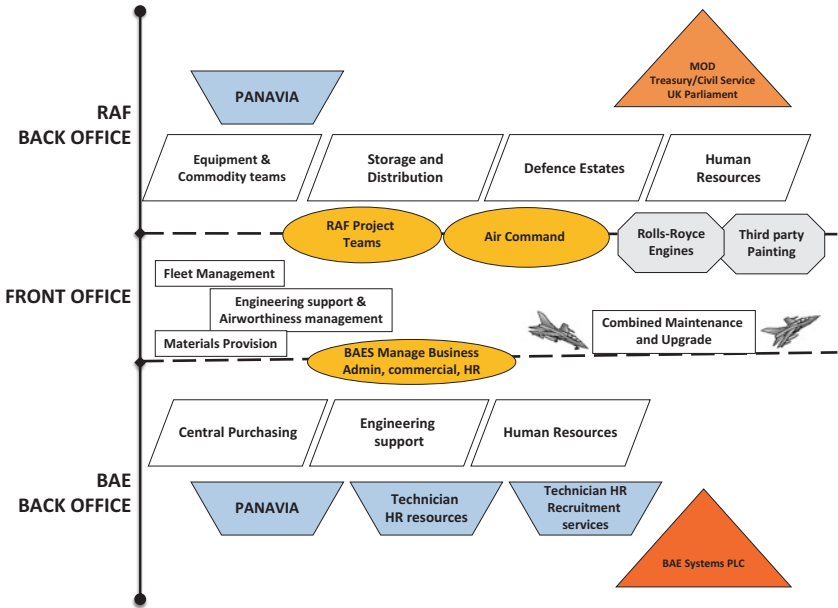 MOD
Treasury/Civil Service
UK Parliament
PANAVIA
RAF
BACK OFFICE
Equipment &
Commodity teams
Storage and
Distribution
Defence Estates
Human
Resources
RAF Project
Teams
Air Command
Rolls-Royce
Engines
Third party
Painting
FRONT OFFICE
Fleet Management
Engineering support &
Airworthiness management
Materials Provision
Combined Maintenance
and Upgrade
BAES Manage Business
Admin, commercial, HR
BAE
BACK OFFICE
Central Purchasing
Engineering
support
Human Resources
PANAVIA
Technician
HR resources
Technician HR
Recruitment
services
BAE Systems PLC